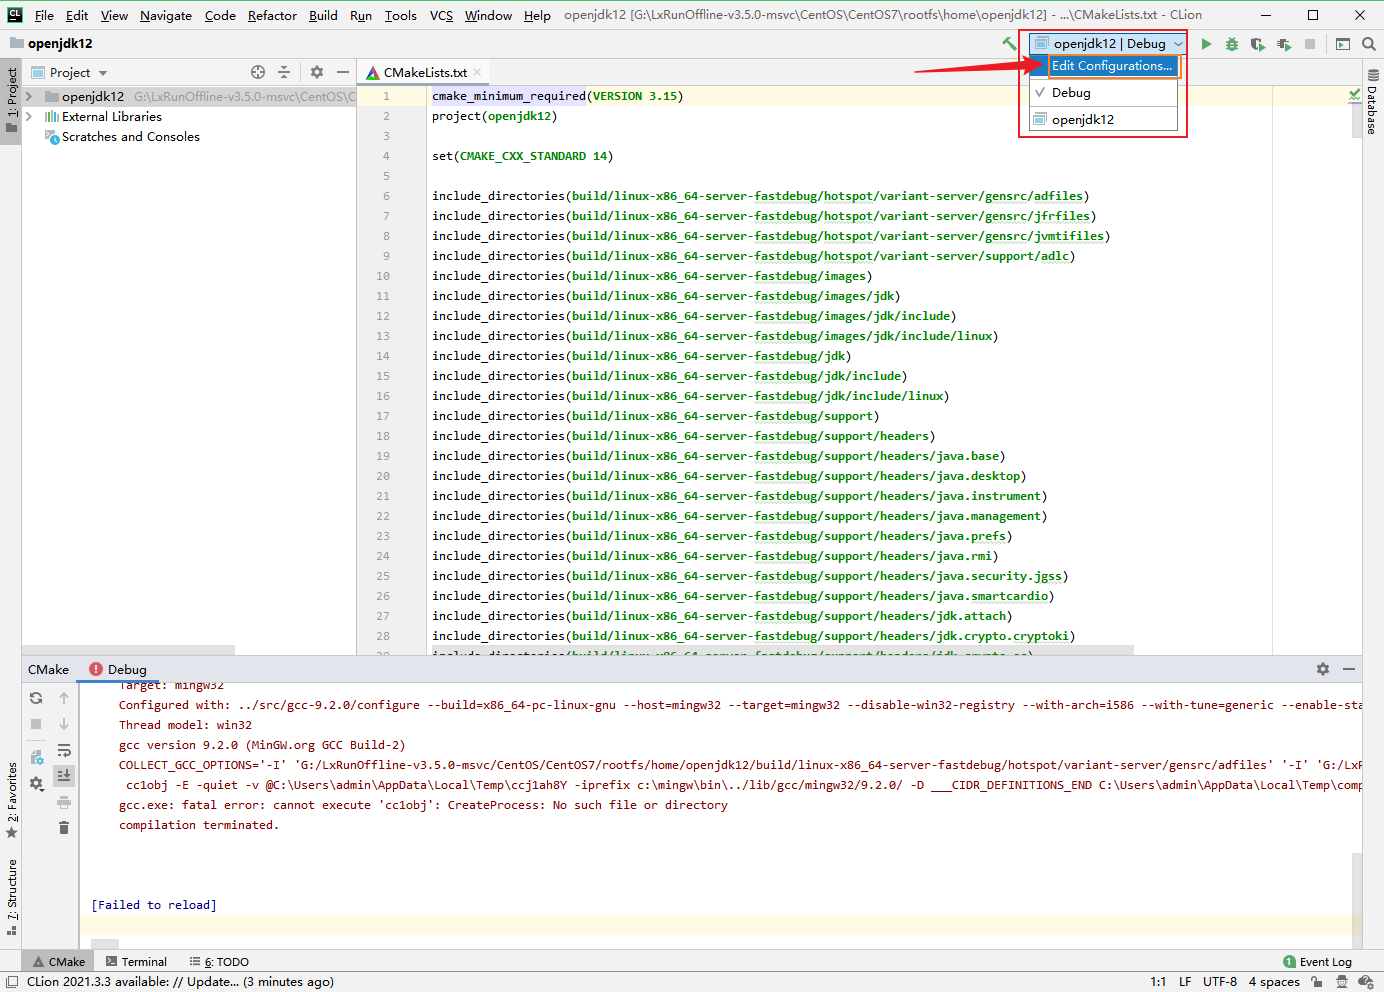 CL File Edit View Navigate Code Refactor Build Run Tools VCS Window Help openjdk12 [G:\LxRunOffline-v3.5.0-msvc\CentOS\CentOS7\rootfs\home\openjdk12] - ...\CMakeLists.txt - CLion
openjdk12
openjdk12 | Debug
Edit Configurations...
Debug
openjdk12
1: Project
Project
openjdk12 G:\LxRunOffline-v3.5.0-msvc\CentOS\C
External Libraries
Scratches and Consoles
CMakeLists.txt
Database
1 cmake_minimum_required(VERSION 3.15)
2 project(openjdk12)
3
4 set(CMAKE_CXX_STANDARD 14)
5
6 include_directories(build/linux-x86_64-server-fastdebug/hotspot/variant-server/gensrc/adfiles)
7 include_directories(build/linux-x86_64-server-fastdebug/hotspot/variant-server/gensrc/jfrfiles)
8 include_directories(build/linux-x86_64-server-fastdebug/hotspot/variant-server/gensrc/jvmtifiles)
9 include_directories(build/linux-x86_64-server-fastdebug/hotspot/variant-server/support/adlc)
10 include_directories(build/linux-x86_64-server-fastdebug/images)
11 include_directories(build/linux-x86_64-server-fastdebug/images/jdk)
12 include_directories(build/linux-x86_64-server-fastdebug/images/jdk/include)
13 include_directories(build/linux-x86_64-server-fastdebug/images/jdk/include/linux)
14 include_directories(build/linux-x86_64-server-fastdebug/jdk)
15 include_directories(build/linux-x86_64-server-fastdebug/jdk/include)
16 include_directories(build/linux-x86_64-server-fastdebug/jdk/include/linux)
17 include_directories(build/linux-x86_64-server-fastdebug/support)
18 include_directories(build/linux-x86_64-server-fastdebug/support/headers)
19 include_directories(build/linux-x86_64-server-fastdebug/support/headers/java.base)
20 include_directories(build/linux-x86_64-server-fastdebug/support/headers/java.desktop)
21 include_directories(build/linux-x86_64-server-fastdebug/support/headers/java.instrument)
22 include_directories(build/linux-x86_64-server-fastdebug/support/headers/java.management)
23 include_directories(build/linux-x86_64-server-fastdebug/support/headers/java.prefs)
24 include_directories(build/linux-x86_64-server-fastdebug/support/headers/java.rmi)
25 include_directories(build/linux-x86_64-server-fastdebug/support/headers/java.security.jgss)
26 include_directories(build/linux-x86_64-server-fastdebug/support/headers/java.smartcardio)
27 include_directories(build/linux-x86_64-server-fastdebug/support/headers/jdk.attach)
28 include_directories(build/linux-x86_64-server-fastdebug/support/headers/jdk.crypto.cryptoki)
CMake Debug
Target: mingw32
Configured with: ../src/gcc-9.2.0/configure --build=x86_64-pc-linux-gnu --host=mingw32 --target=mingw32 --disable-win32-registry --with-arch=i586 --with-tune=generic --enable-sta
Thread model: win32
gcc version 9.2.0 (MinGW.org GCC Build-2)
COLLECT_GCC_OPTIONS='-I' 'G:/LxRunOffline-v3.5.0-msvc/CentOS/CentOS7/rootfs/home/openjdk12/build/linux-x86_64-server-fastdebug/hotspot/variant-server/gensrc/adfiles' '-I' 'G:/LxR
cc1obj -E -quiet -v @C:\Users\admin\AppData\Local\Temp\ccj1ah8Y -iprefix c:\mingw\bin\../lib/gcc/mingw32/9.2.0/ -D ___CIDR_DEFINITIONS_END C:\Users\admin\AppData\Local\Temp\comp
gcc.exe: fatal error: cannot execute 'cc1obj': CreateProcess: No such file or directory
compilation terminated.
[Failed to reload]
2: Favorites
7: Structure
CMake Terminal 6: TODO 1 Event Log
CLion 2021.3.3 available: // Update... (3 minutes ago) 1:1 LF UTF-8 4 spaces